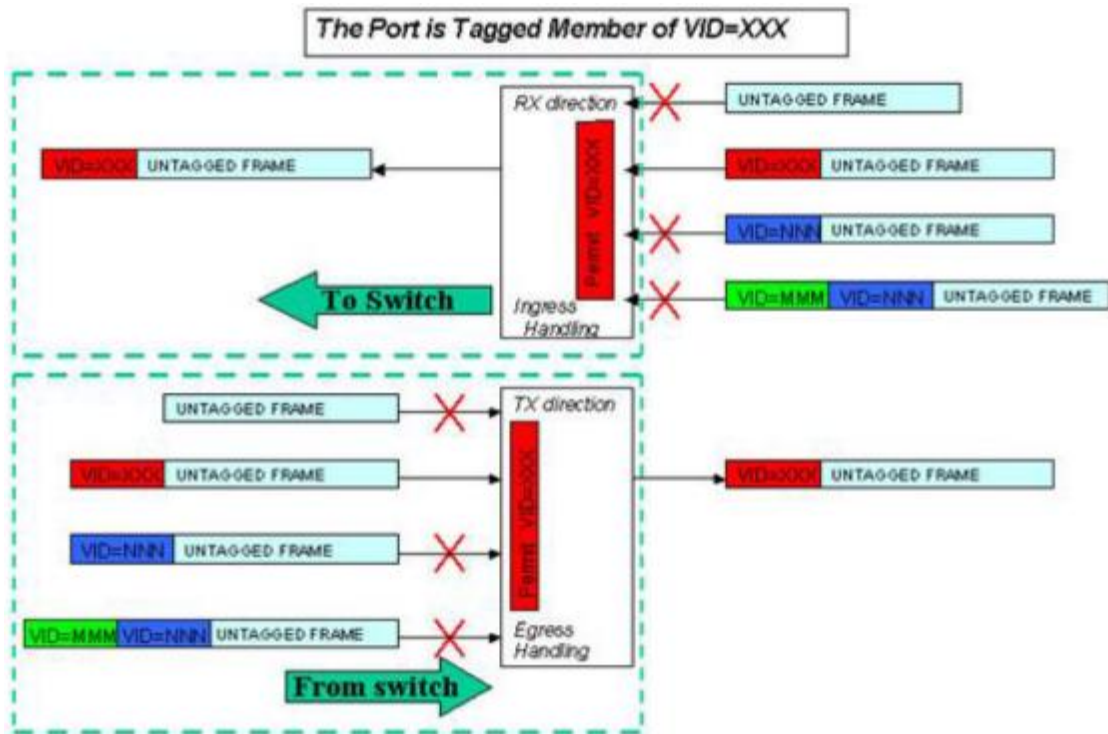 The Port is Tagged Member of VID=XXX
RX direction
UNTAGGED FRAME
VID=XXX UNTAGGED FRAME
Permit VID=XXX
VID=XXX UNTAGGED FRAME
VID=NNN UNTAGGED FRAME
To Switch
VID=MMM VID=NNN UNTAGGED FRAME
Ingress
Handling
UNTAGGED FRAME
TX direction
VID=XXX UNTAGGED FRAME
Permit VID=XXX
VID=XXX UNTAGGED FRAME
VID=NNN UNTAGGED FRAME
VID=MMM VID=NNN UNTAGGED FRAME
Egress
Handling
From switch